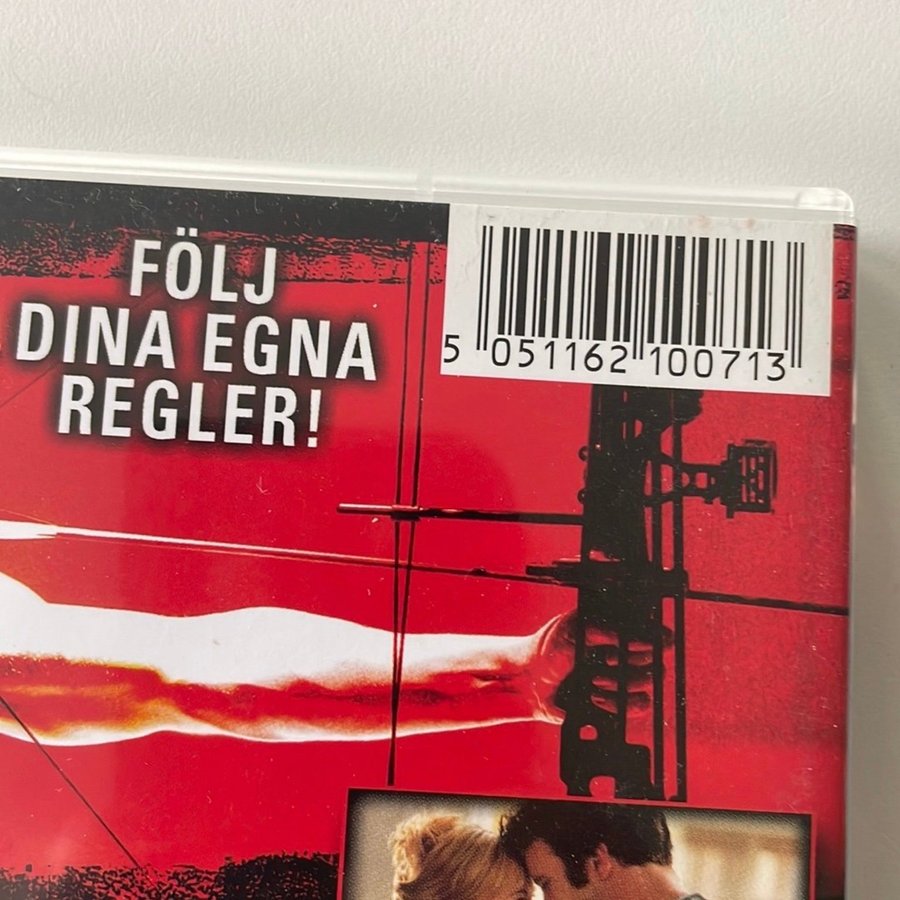 FÖLJ
DINA EGNA
REGLER!
5 051162 100713